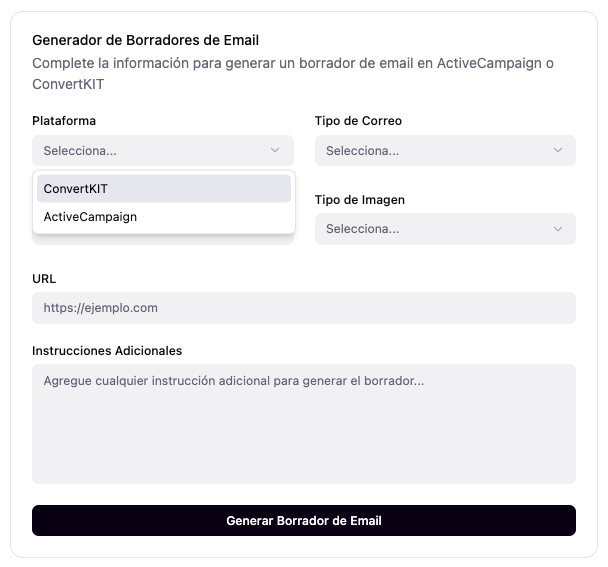 Generador de Borradores de Email
Complete la información para generar un borrador de email en ActiveCampaign o
ConvertKIT
Plataforma
Selecciona...
ConvertKIT
ActiveCampaign
Tipo de Correo
Selecciona...
Tipo de Imagen
Selecciona...
URL
https://ejemplo.com
Instrucciones Adicionales
Agregue cualquier instrucción adicional para generar el borrador...
Generar Borrador de Email